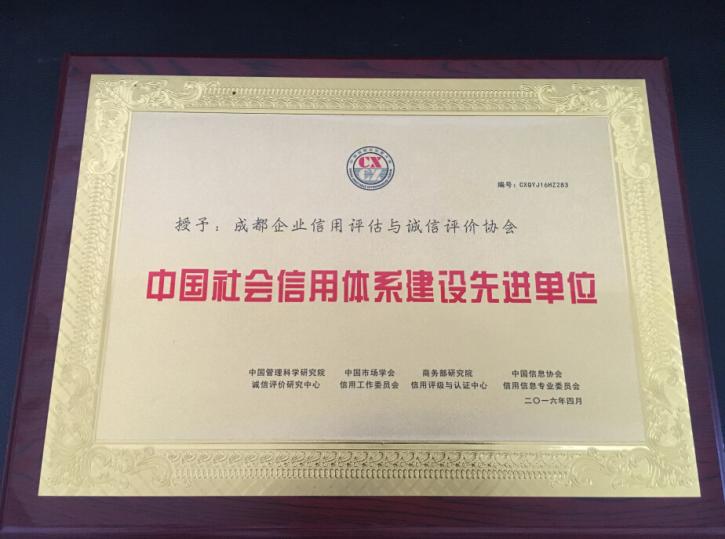 CX
CZ
编号：CXQYJ16HZ283
授予：成都企业信用评估与诚信评价协会
中国社会信用体系建设先进单位
中国管理科学研究院 中国市场学会 商务部研究院 中国信息协会
诚信评价研究中心 信用工作委员会 信用评级与认证中心 信用信息专业委员会
二〇一六年四月